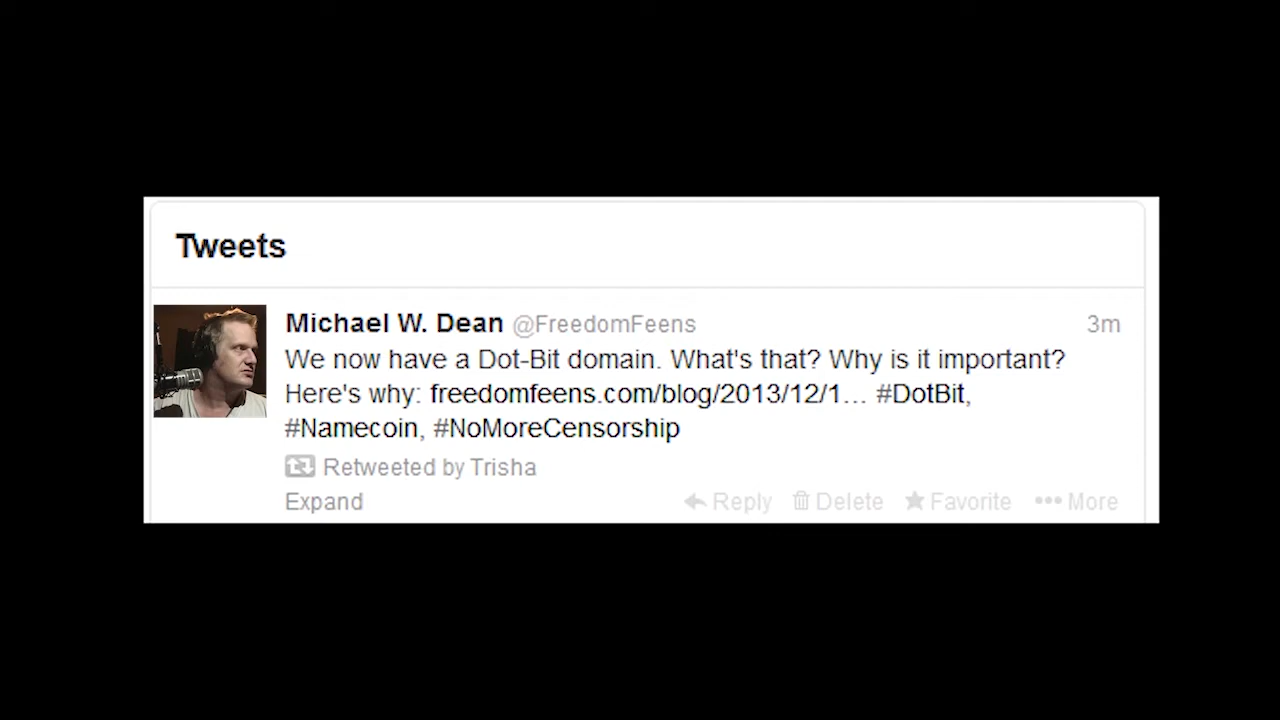 Tweets
Michael W. Dean @FreedomFeens 3m
We now have a Dot-Bit domain. What's that? Why is it important?
Here's why: freedomfeens.com/blog/2013/12/1... #DotBit,
#Namecoin, #NoMoreCensorship
Retweeted by Trisha
Expand Reply Delete Favorite More